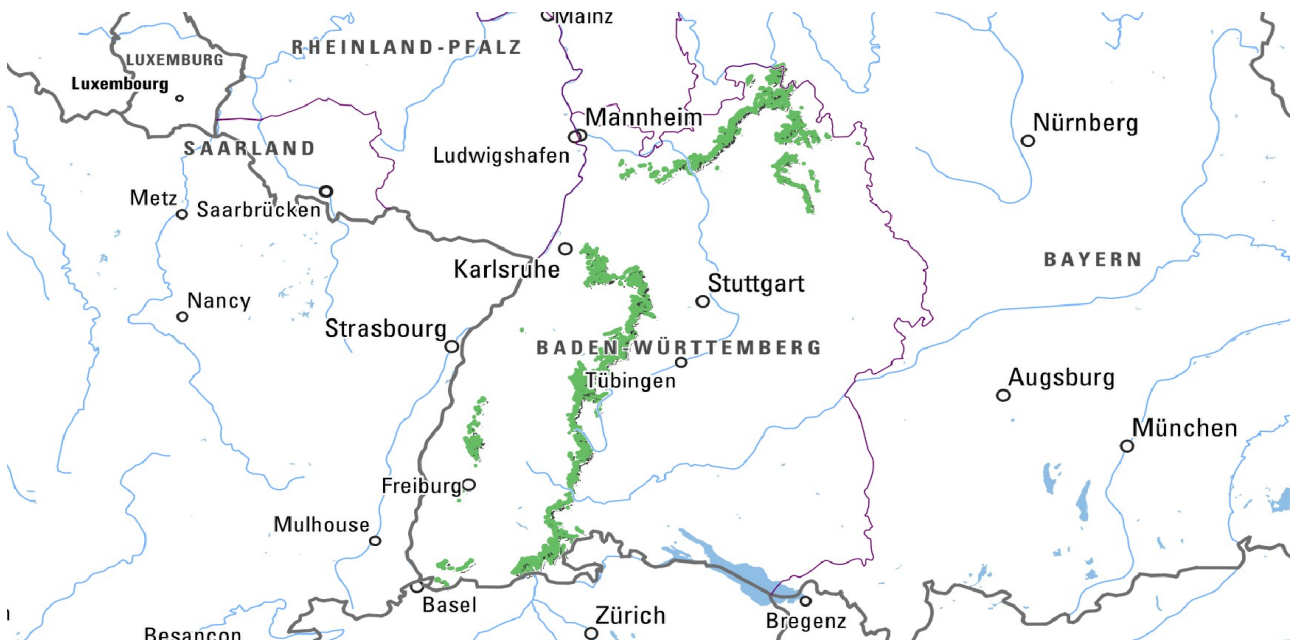 Mainz
RHEINLAND-PFALZ
LUXEMBURG
Luxembourg
Mannheim
Nürnberg
SAARLAND
Ludwigshafen
Metz
Saarbrücken
BAYERN
Karlsruhe
Stuttgart
Nancy
Strasbourg
BADEN-WÜRTTEMBERG
Tübingen
Augsburg
München
Freiburg
Mulhouse
Basel
Zürich
Bregenz
Besançon